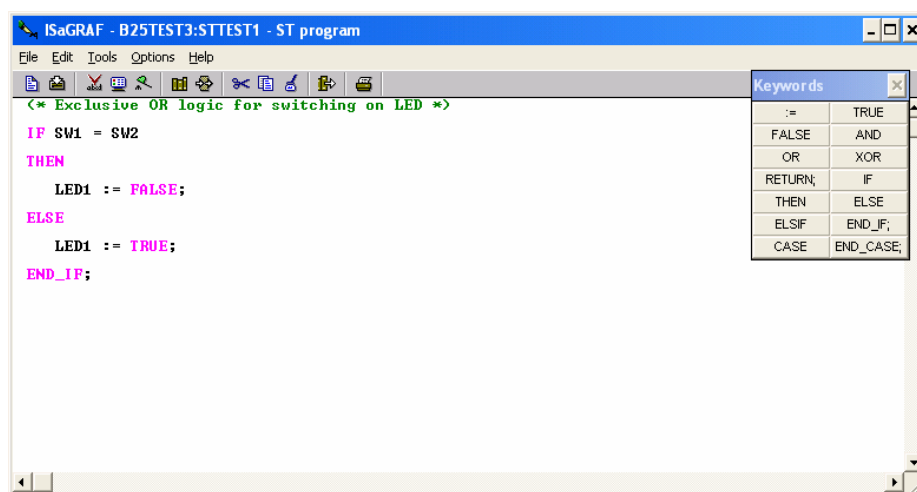 ISaGRAF - B25TEST3:STTEST1 - ST program
File Edit Tools Options Help
(* Exclusive OR logic for switching on LED *)
IF SW1 = SW2
THEN
LED1 := FALSE;
ELSE
LED1 := TRUE;
END_IF;
Keywords
:= TRUE
FALSE AND
OR XOR
RETURN; IF
THEN ELSE
ELSIF END_IF;
CASE END_CASE;